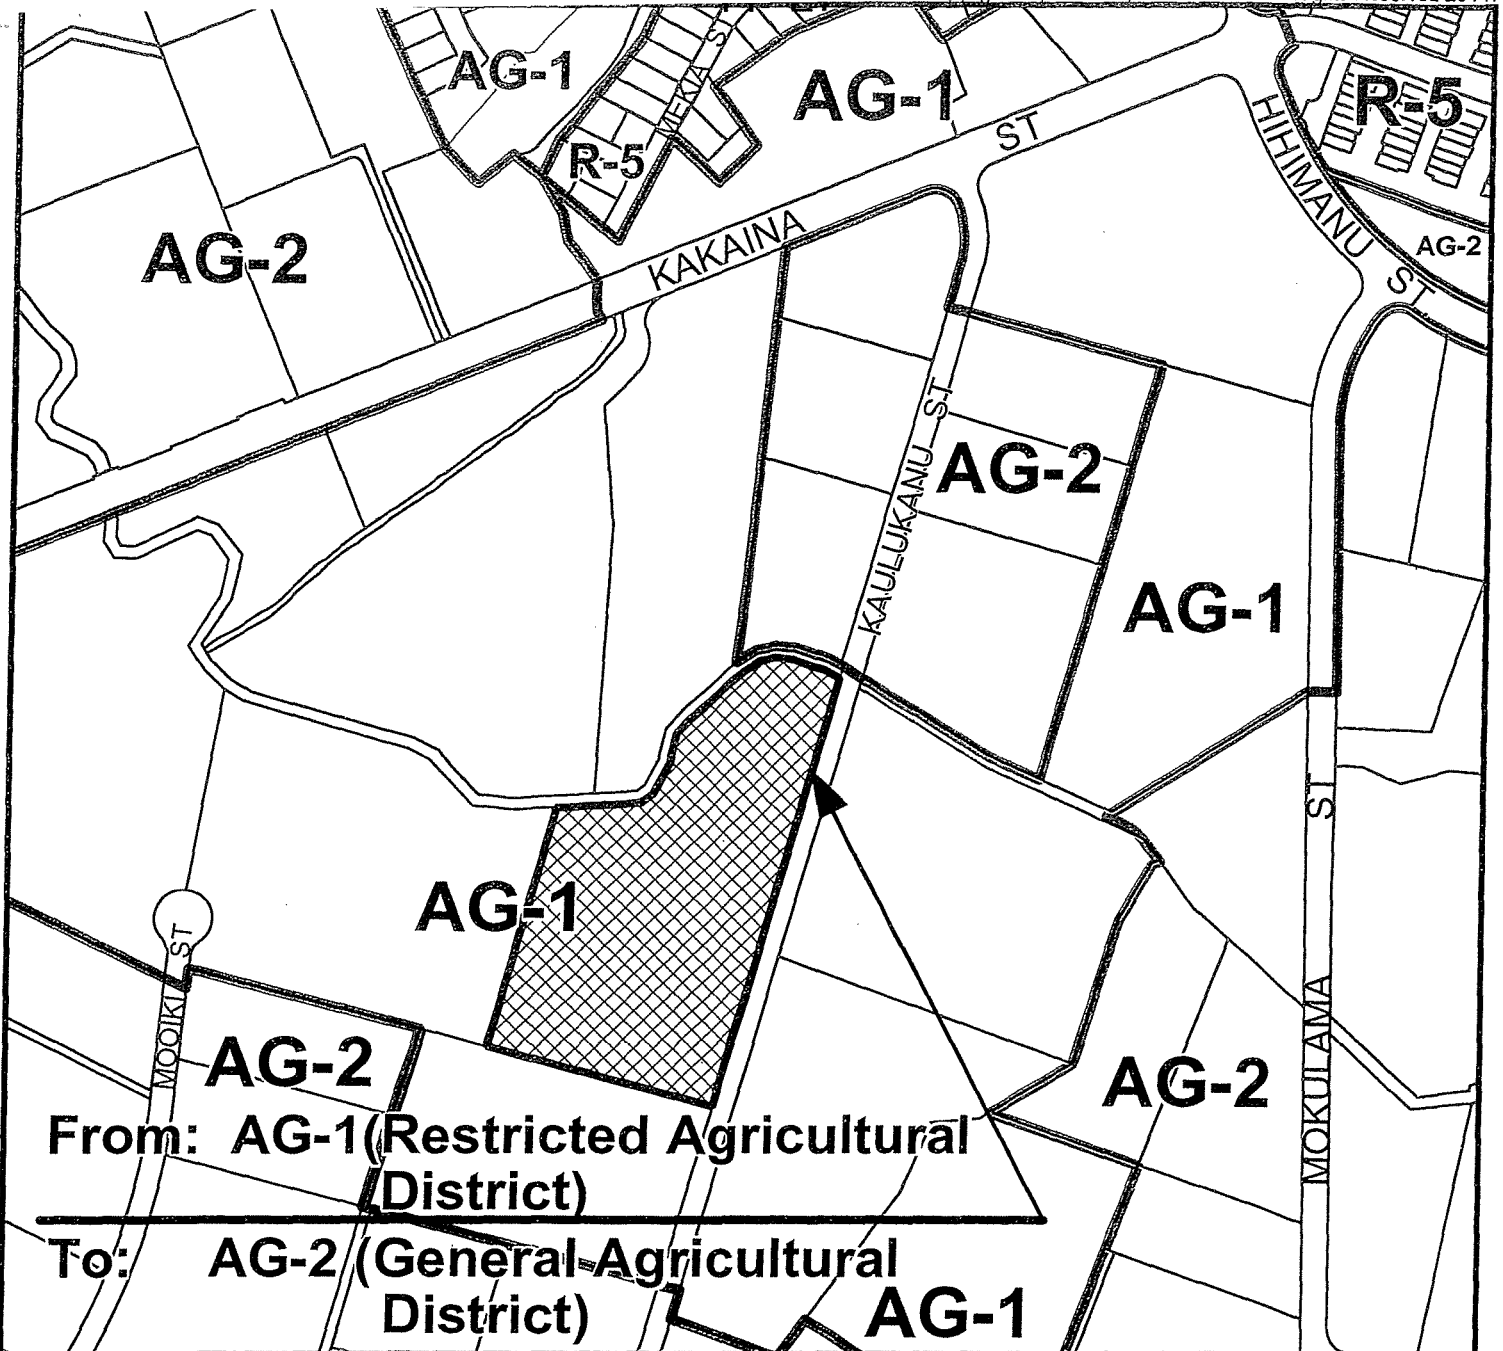 AG-1
AG-1
R-5
ST
HIHIMANU
ST
R-5
AG-2
KAKAINA
AG-2
KAULUKANU ST
AG-2
AG-1
ST
AG-1
MOOIKI ST
AG-2
AG-2
MOKULAMA
From: AG-1(Restricted Agricultural
District)
To: AG-2 (General Agricultural
District)
AG-1